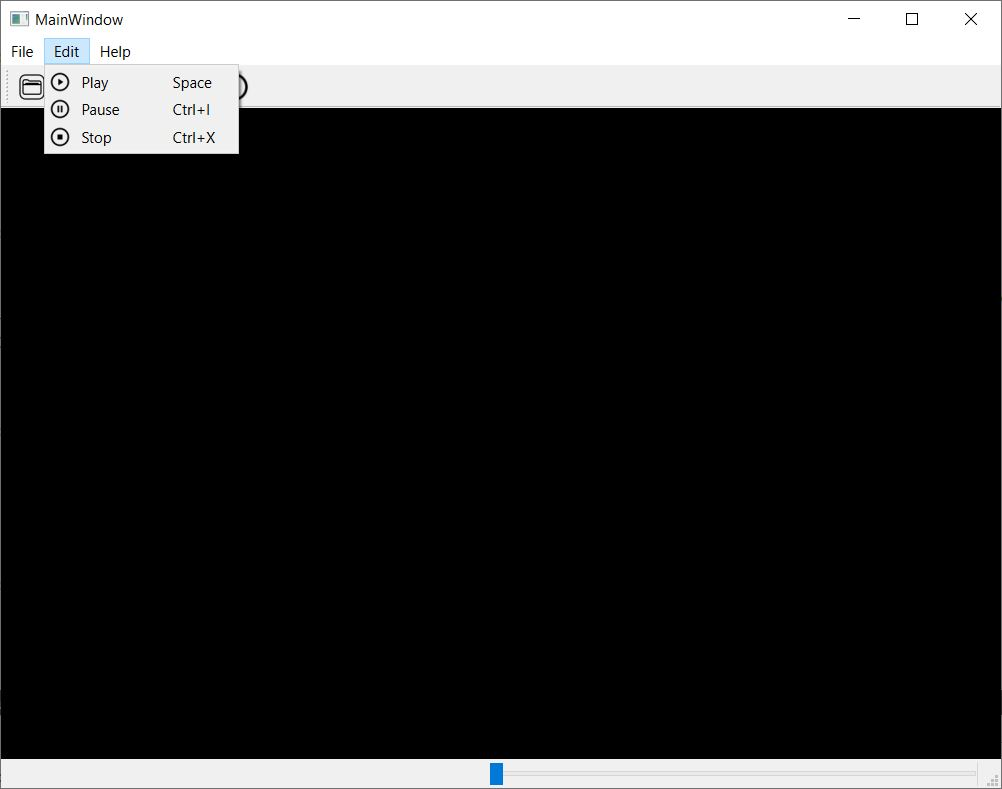 MainWindow
File Edit Help
Play Space
Pause Ctrl+I
Stop Ctrl+X